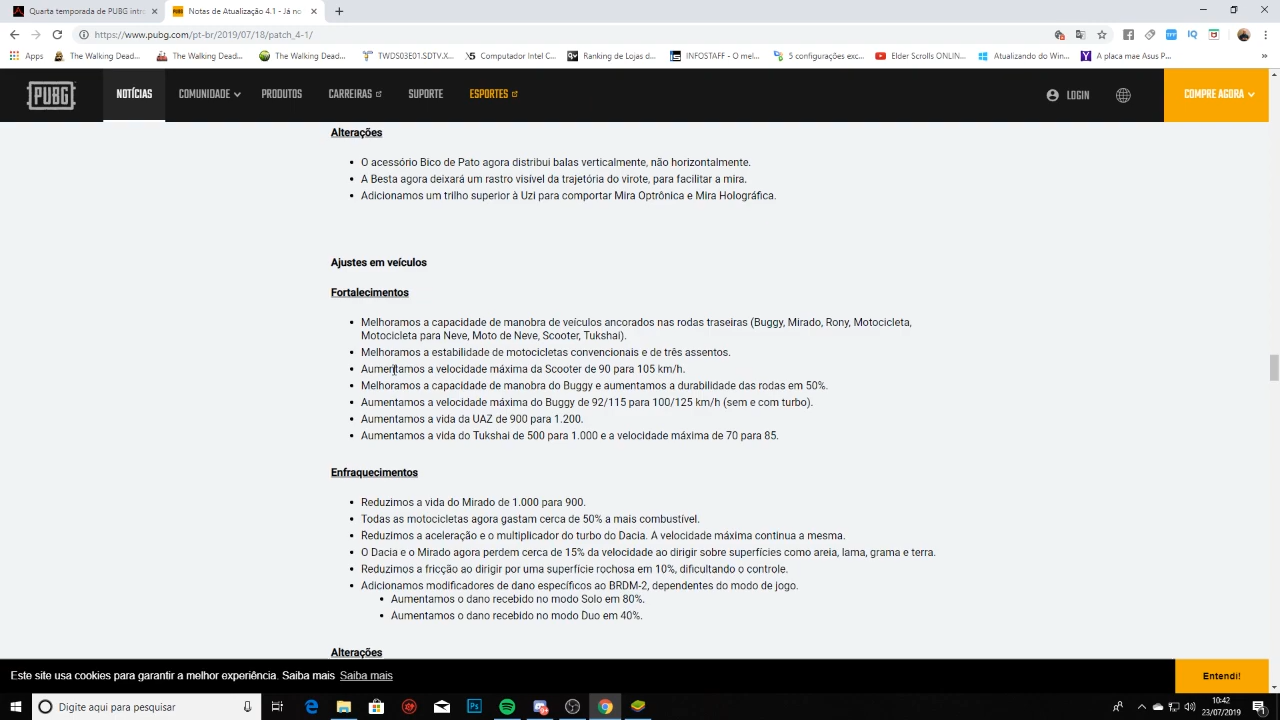 Quarta temporada de PUBG intro
Notas de Atualização 4.1 - Já no
https://www.pubg.com/pt-br/2019/07/18/patch_4-1/
Apps
The Walking Dead...
The Walking Dead...
The Walking Dead...
TWDS03E01.SDTV.X...
Computador Intel C...
Ranking de Lojas d...
INFOSTAFF - O mel...
5 configurações exc...
Elder Scrolls ONLIN...
Atualizando do Win...
A placa mae Asus P...
PUBG
NOTÍCIAS
COMUNIDADE
PRODUTOS
CARREIRAS
SUPORTE
ESPORTES
LOGIN
COMPRE AGORA
Alterações
O acessório Bico de Pato agora distribui balas verticalmente, não horizontalmente.
A Besta agora deixará um rastro visível da trajetória do virote, para facilitar a mira.
Adicionamos um trilho superior à Uzi para comportar Mira Optrônica e Mira Holográfica.
Ajustes em veículos
Fortalecimentos
Melhoramos a capacidade de manobra de veículos ancorados nas rodas traseiras (Buggy, Mirado, Rony, Motocicleta,
Motocicleta para Neve, Moto de Neve, Scooter, Tukshai).
Melhoramos a estabilidade de motocicletas convencionais e de três assentos.
Aumentamos a velocidade máxima da Scooter de 90 para 105 km/h.
Melhoramos a capacidade de manobra do Buggy e aumentamos a durabilidade das rodas em 50%.
Aumentamos a velocidade máxima do Buggy de 92/115 para 100/125 km/h (sem e com turbo).
Aumentamos a vida da UAZ de 900 para 1.200.
Aumentamos a vida do Tukshai de 500 para 1.000 e a velocidade máxima de 70 para 85.
Enfraquecimentos
Reduzimos a vida do Mirado de 1.000 para 900.
Todas as motocicletas agora gastam cerca de 50% a mais combustível.
Reduzimos a aceleração e o multiplicador do turbo do Dacia. A velocidade máxima continua a mesma.
O Dacia e o Mirado agora perdem cerca de 15% da velocidade ao dirigir sobre superfícies como areia, lama, grama e terra.
Reduzimos a fricção ao dirigir por uma superfície rochosa em 10%, dificultando o controle.
Adicionamos modificadores de dano específicos ao BRDM-2, dependentes do modo de jogo.
Aumentamos o dano recebido no modo Solo em 80%.
Aumentamos o dano recebido no modo Duo em 40%.
Alterações
Este site usa cookies para garantir a melhor experiência. Saiba mais Saiba mais
Entendi!
Digite aqui para pesquisar
10:42
23/07/2019